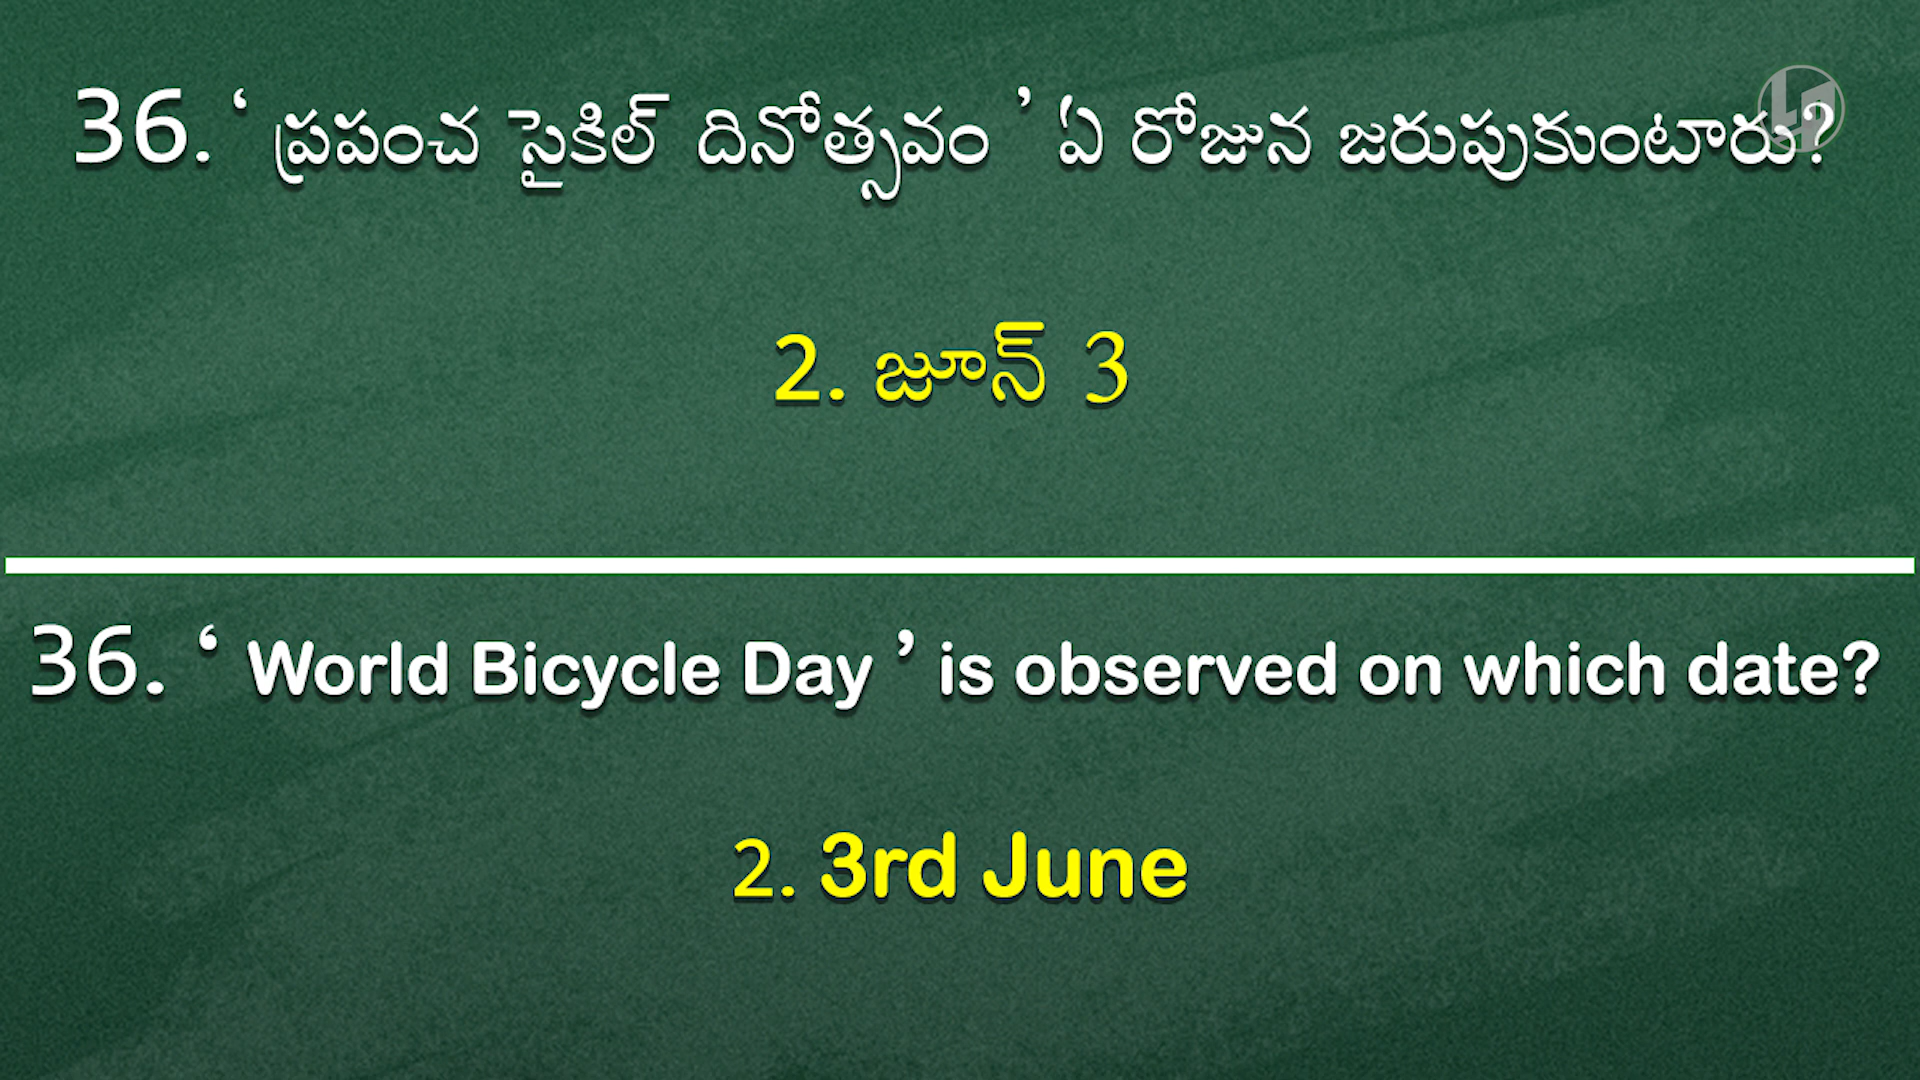 36. ‘ ప్రపంచ సైకిల్ దినోత్సవం ’ ఏ రోజున జరుపుకుంటారు?
2. జూన్ 3
36. ‘ World Bicycle Day ’ is observed on which date?
2. 3rd June